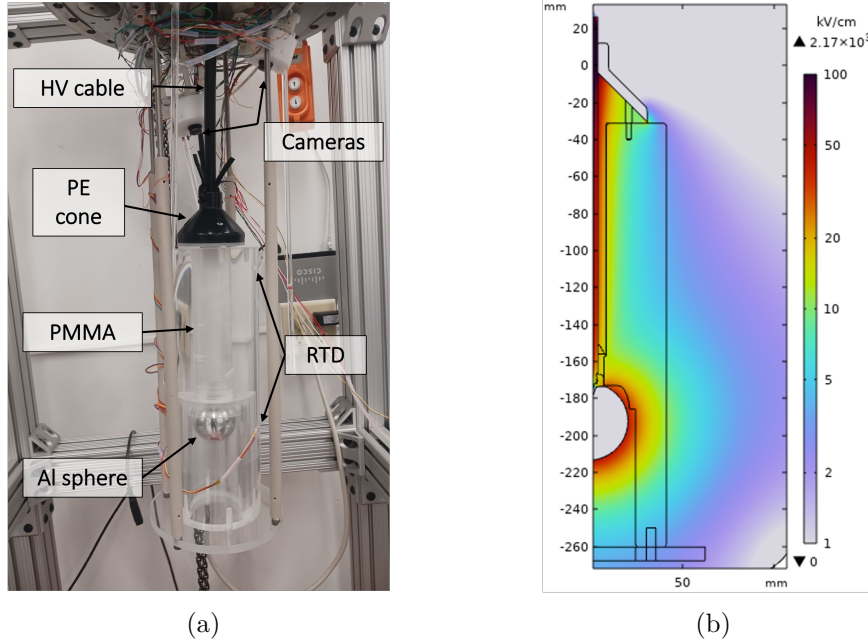 HV cable
Cameras
PE
cone
CISCO
PMMA
RTD
Al sphere
(a)
mm
kV/cm
▲ 2.17×10³
20
0
-20
-40
-60
-80
-100
-120
-140
-160
-180
-200
-220
-240
-260
50
mm
100
50
20
10
5
2
1
▼ 0
(b)